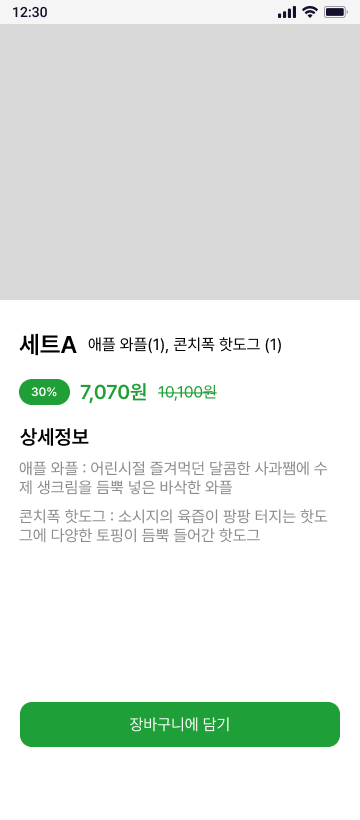 12:30
세트A 애플 와플(1), 콘치폭 핫도그 (1)
30% 7,070원 10,100원
상세정보
애플 와플 : 어린시절 즐겨먹던 달콤한 사과쨈에 수
제 생크림을 듬뿍 넣은 바삭한 와플
콘치폭 핫도그 : 소시지의 육즙이 팡팡 터지는 핫도
그에 다양한 토핑이 듬뿍 들어간 핫도그
장바구니에 담기